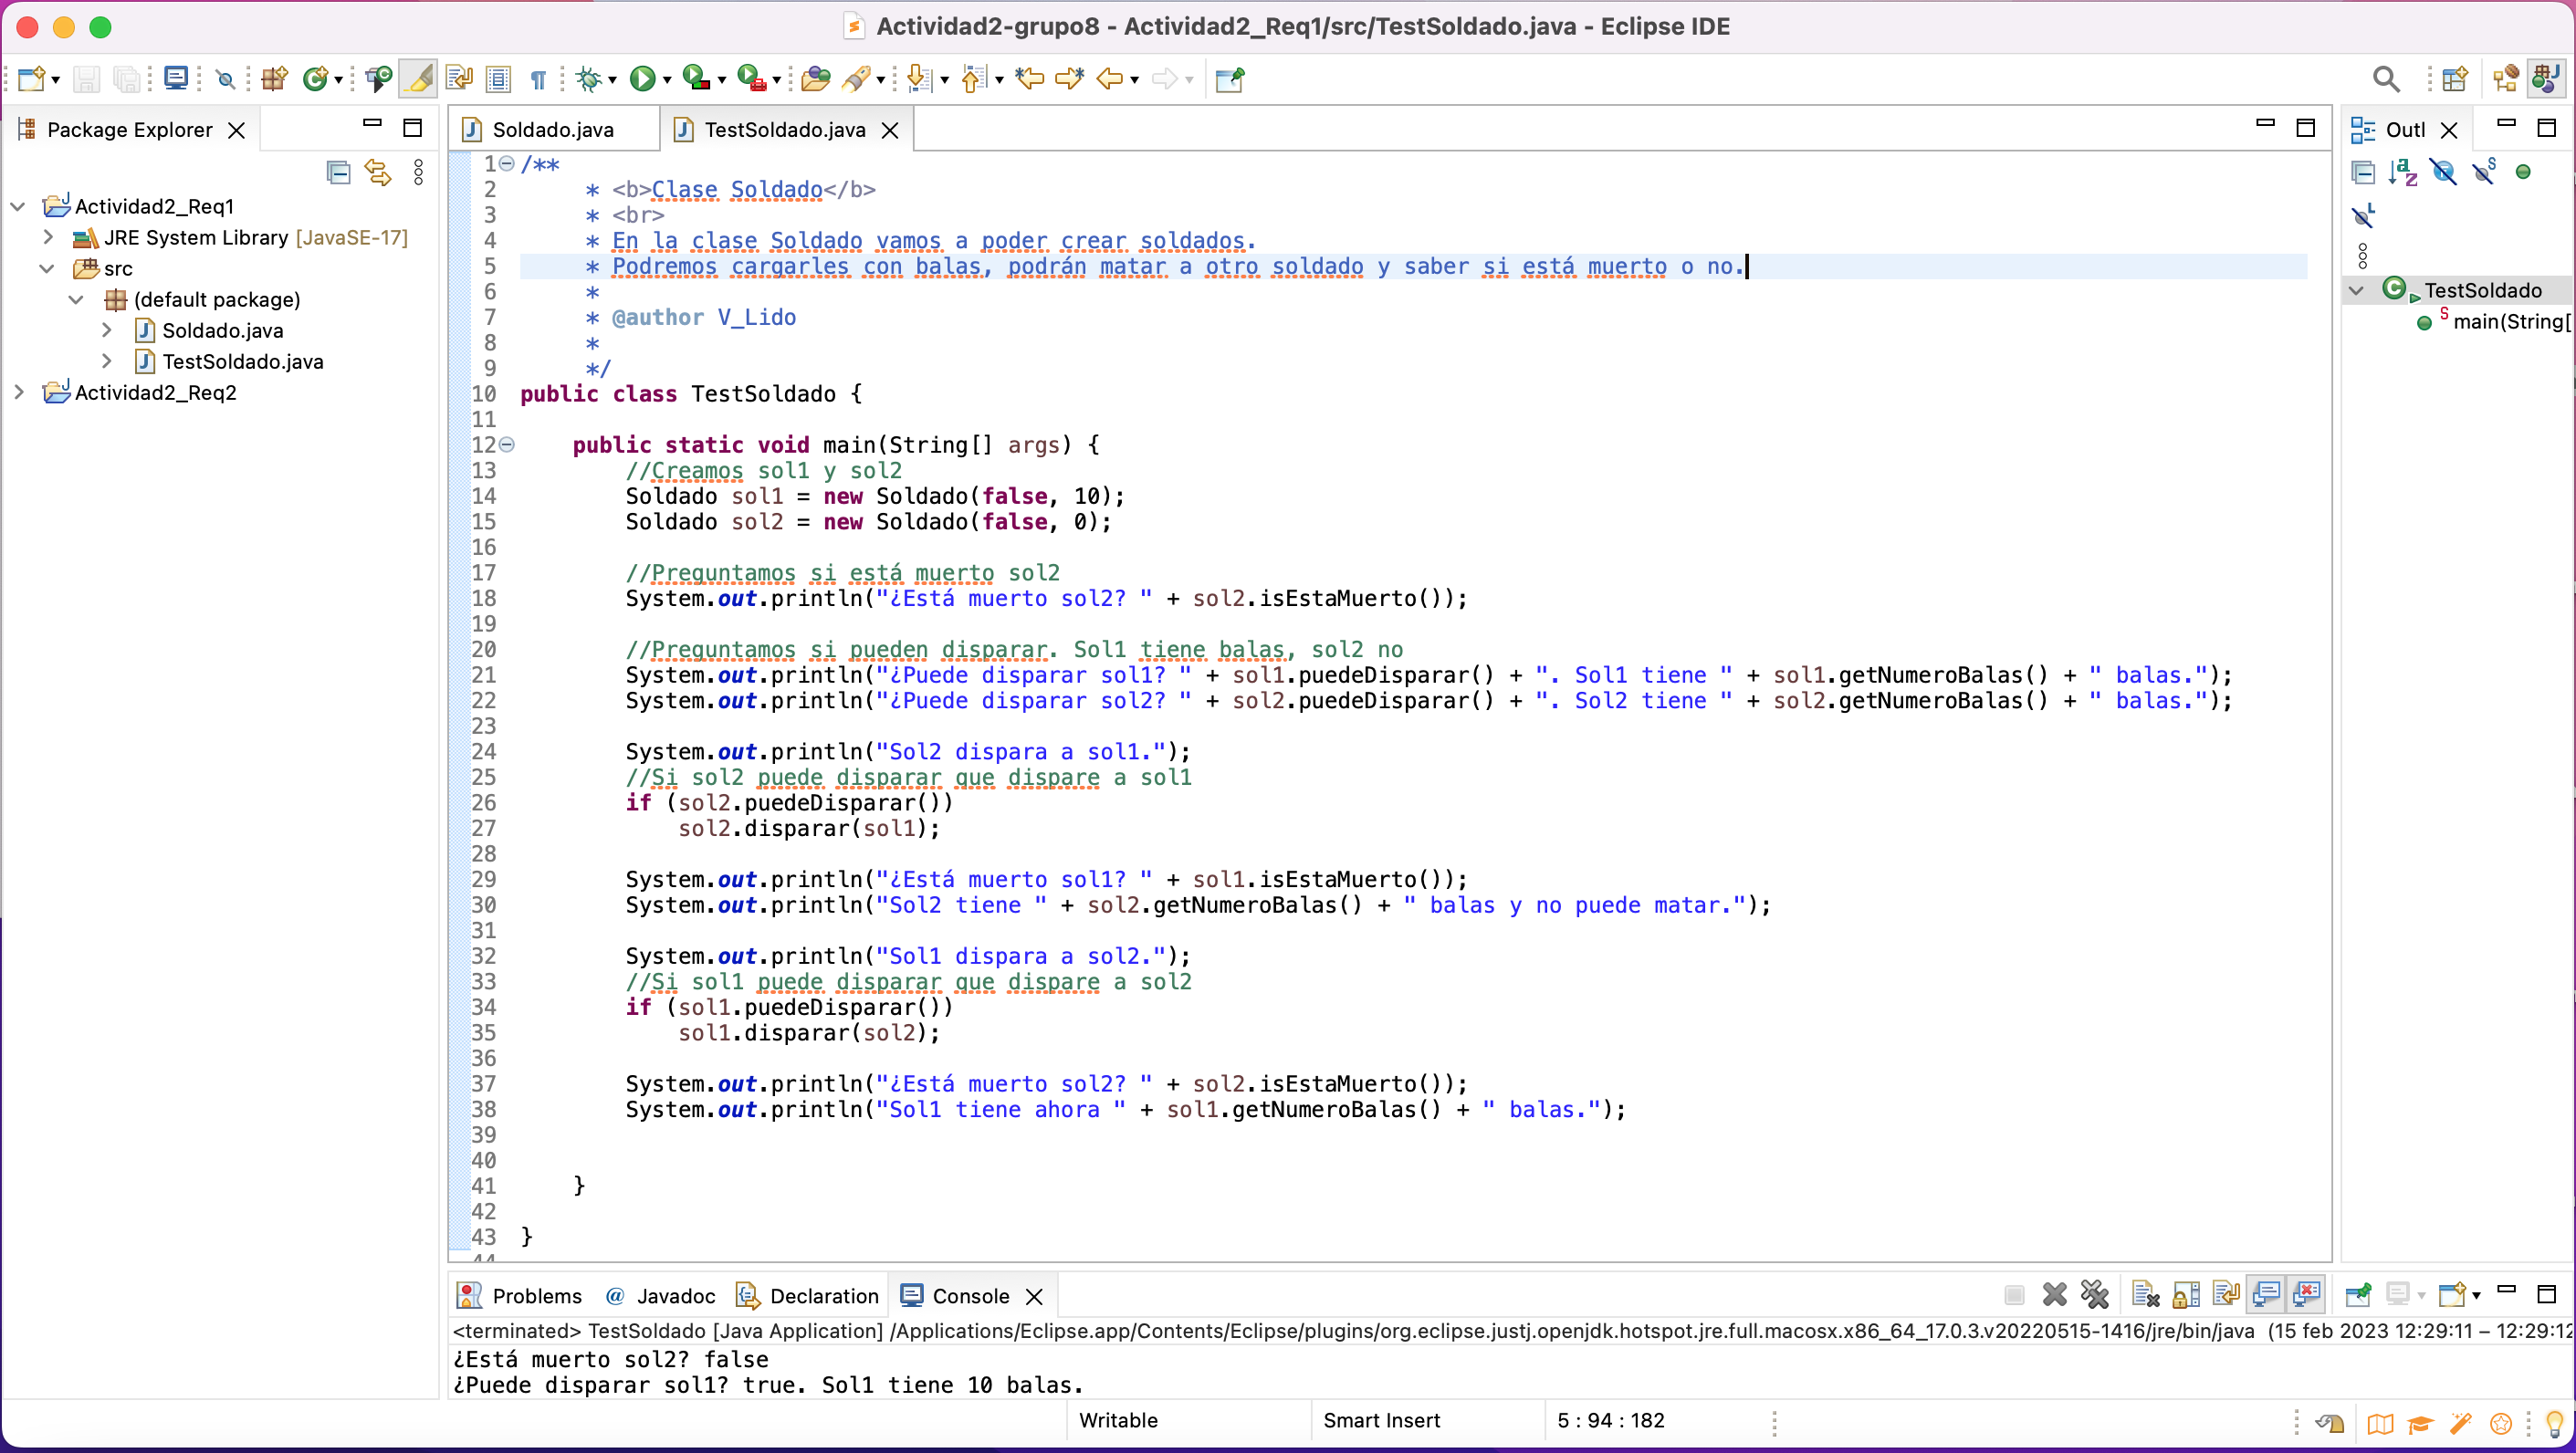 Actividad2-grupo8 - Actividad2_Req1/src/TestSoldado.java - Eclipse IDE
Package Explorer
Actividad2_Req1
JRE System Library [JavaSE-17]
src
(default package)
Soldado.java
TestSoldado.java
Actividad2_Req2
Soldado.java
TestSoldado.java
1 /**
2 * <b>Clase Soldado</b>
3 * <br>
4 * En la clase Soldado vamos a poder crear soldados.
5 * Podremos cargarles con balas, podrán matar a otro soldado y saber si está muerto o no.
6 *
7 * @author V_Lido
8 *
9 */
10 public class TestSoldado {
11
12 public static void main(String[] args) {
13 //Creamos sol1 y sol2
14 Soldado sol1 = new Soldado(false, 10);
15 Soldado sol2 = new Soldado(false, 0);
16
17 //Preguntamos si está muerto sol2
18 System.out.println("¿Está muerto sol2? " + sol2.isEstaMuerto());
19
20 //Preguntamos si pueden disparar. Sol1 tiene balas, sol2 no
21 System.out.println("¿Puede disparar sol1? " + sol1.puedeDisparar() + ". Sol1 tiene " + sol1.getNumeroBalas() + " balas.");
22 System.out.println("¿Puede disparar sol2? " + sol2.puedeDisparar() + ". Sol2 tiene " + sol2.getNumeroBalas() + " balas.");
23
24 System.out.println("Sol2 dispara a sol1.");
25 //Si sol2 puede disparar que dispare a sol1
26 if (sol2.puedeDisparar())
27 sol2.disparar(sol1);
28
29 System.out.println("¿Está muerto sol1? " + sol1.isEstaMuerto());
30 System.out.println("Sol2 tiene " + sol2.getNumeroBalas() + " balas y no puede matar.");
31
32 System.out.println("Sol1 dispara a sol2.");
33 //Si sol1 puede disparar que dispare a sol2
34 if (sol1.puedeDisparar())
35 sol1.disparar(sol2);
36
37 System.out.println("¿Está muerto sol2? " + sol2.isEstaMuerto());
38 System.out.println("Sol1 tiene ahora " + sol1.getNumeroBalas() + " balas.");
39
40
41 }
42
43 }
44
Outl
TestSoldado
main(String[
Problems
Javadoc
Declaration
Console
<terminated> TestSoldado [Java Application] /Applications/Eclipse.app/Contents/Eclipse/plugins/org.eclipse.justj.openjdk.hotspot.jre.full.macosx.x86_64_17.0.3.v20220515-1416/jre/bin/java (15 feb 2023 12:29:11 – 12:29:12
¿Está muerto sol2? false
¿Puede disparar sol1? true. Sol1 tiene 10 balas.
Writable
Smart Insert
5 : 94 : 182